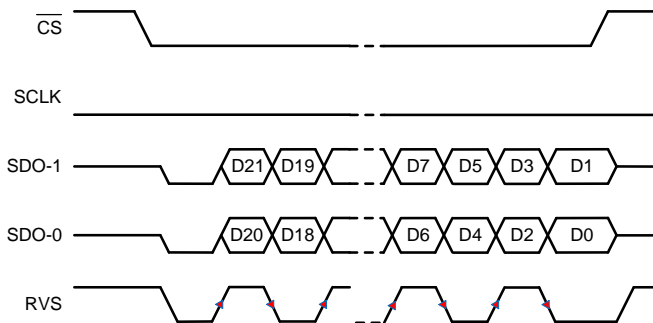 CS
SCLK
SDO-1 D21 D19 D7 D5 D3 D1
SDO-0 D20 D18 D6 D4 D2 D0
RVS